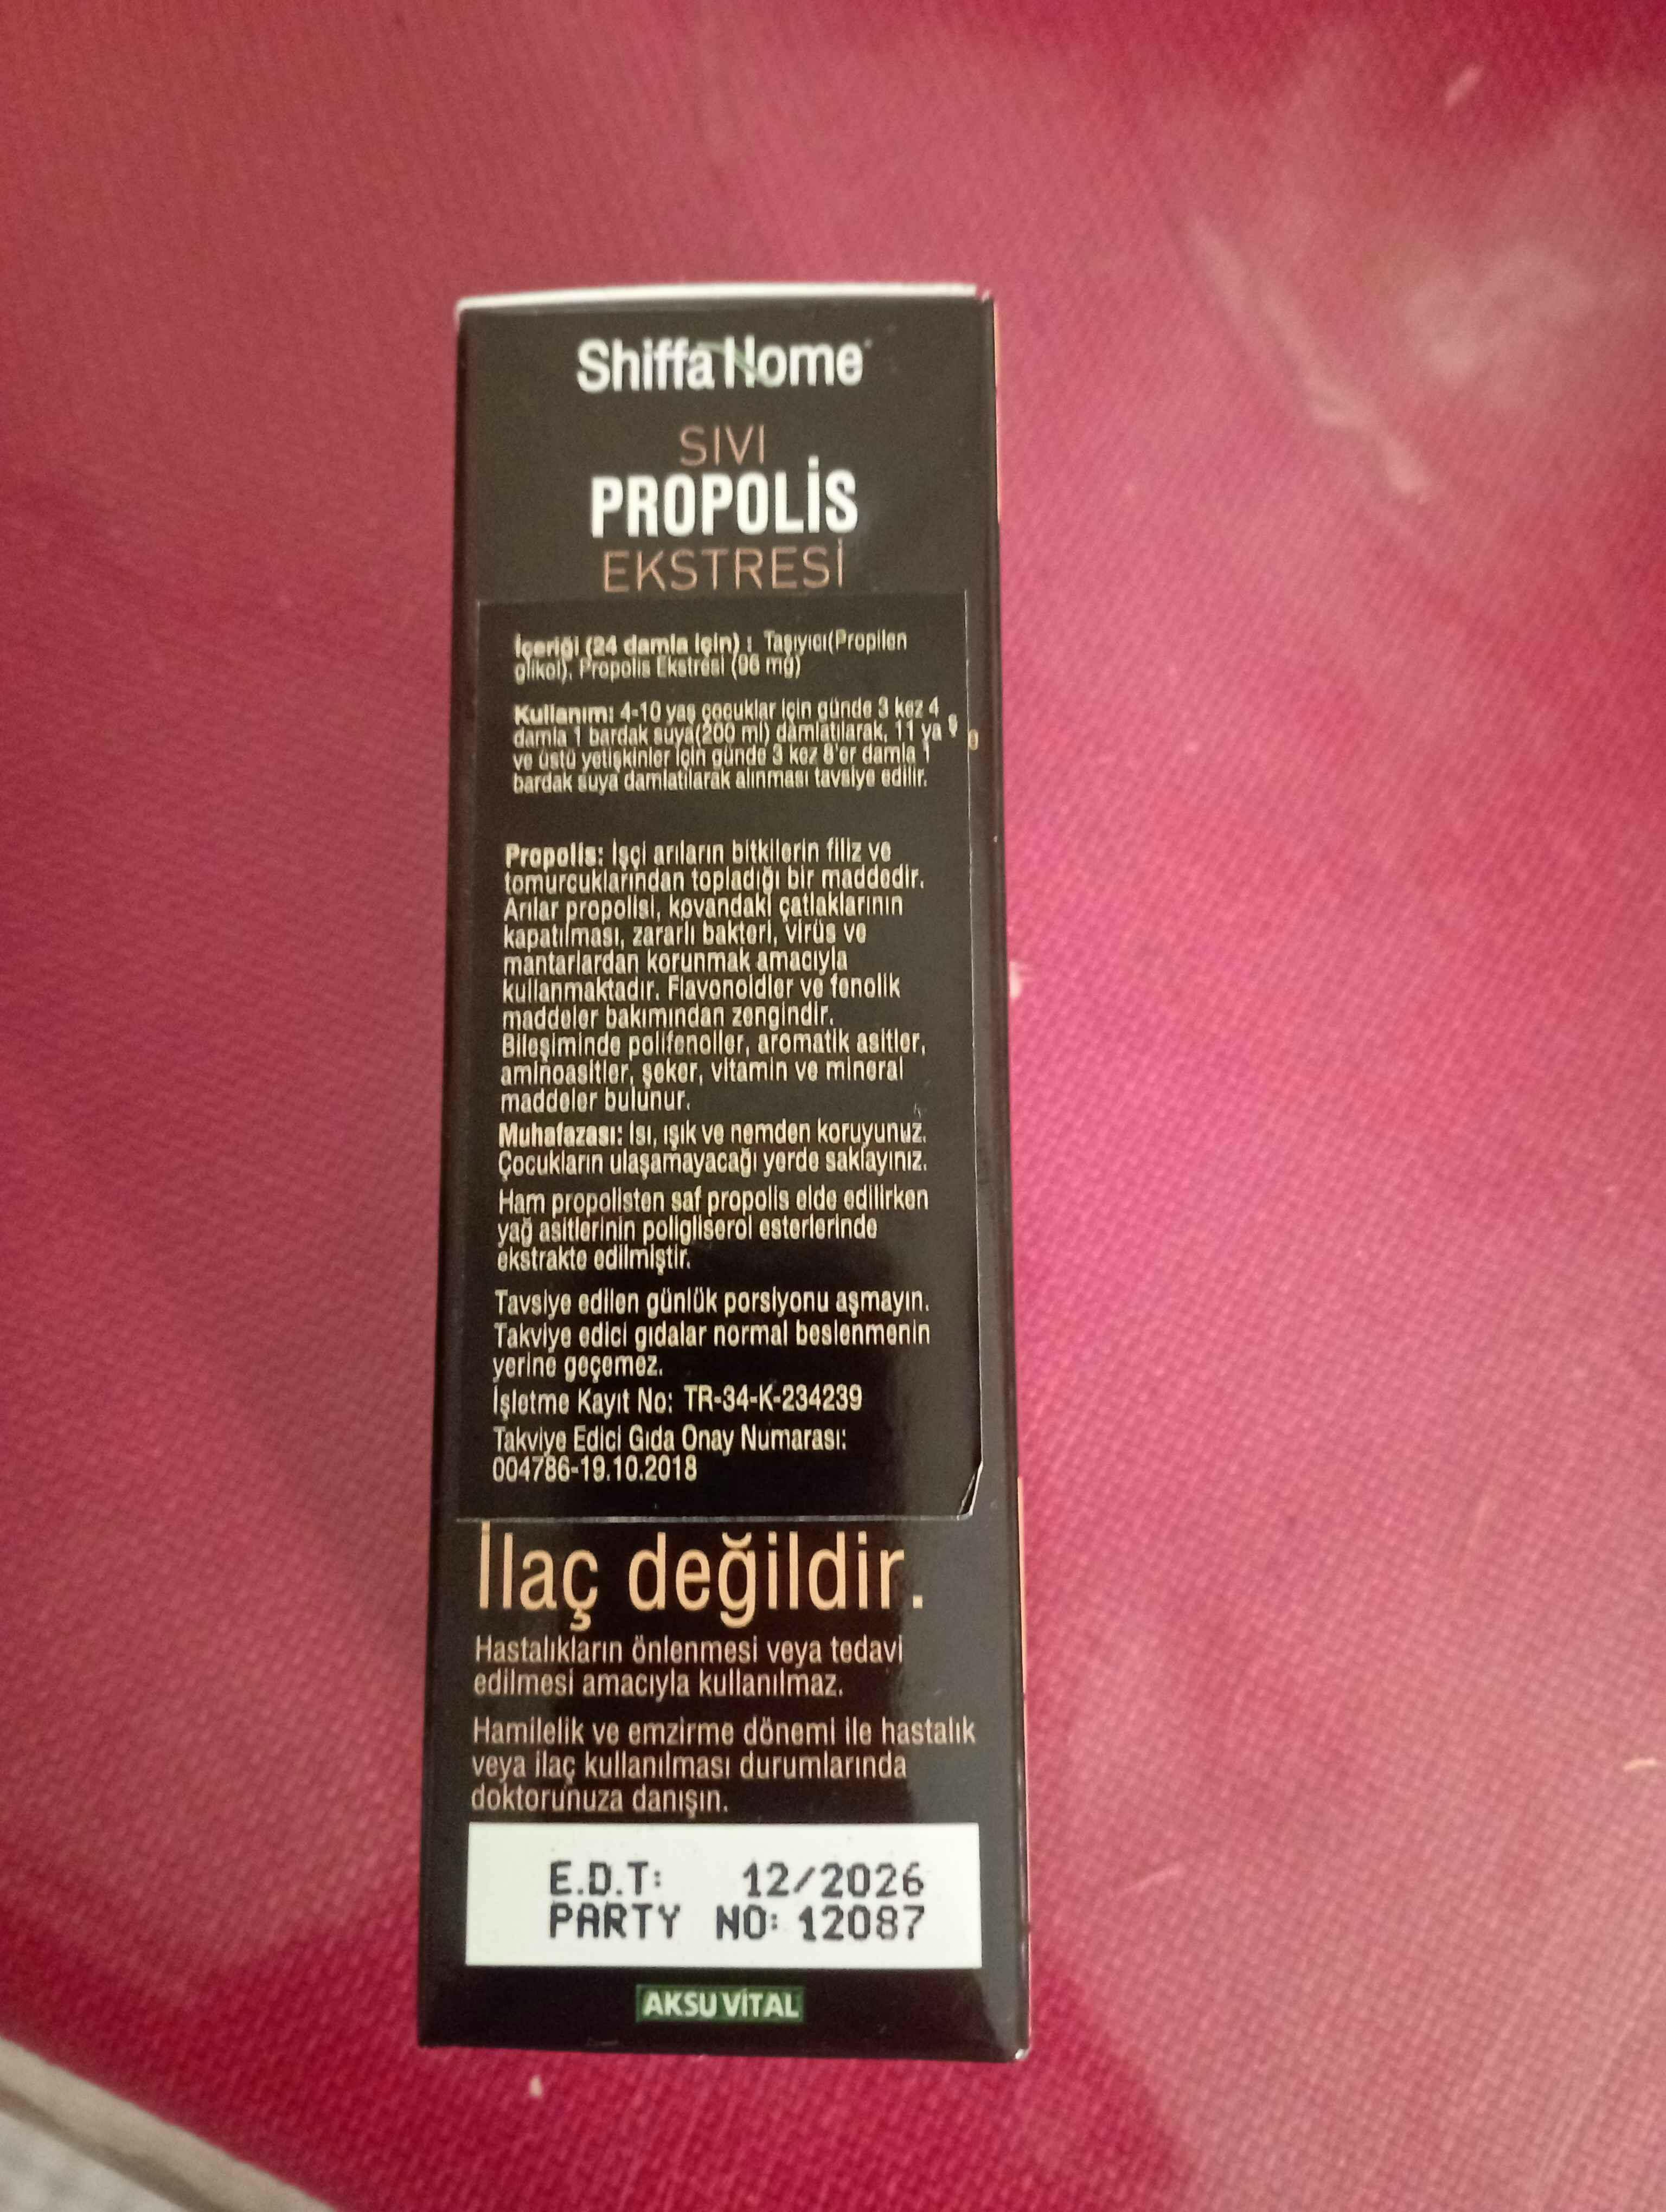 Shiffa Home
SIVI
PROPOLİS
EKSTRESİ
İçeriği (24 damla için) : Taşıyıcı(Propilen
glikol), Propolis Ekstresi (96 mg)
Kullanım: 4-10 yaş çocuklar için günde 3 kez 4
damla 1 bardak suya(200 ml) damlatılarak, 11 yaş
ve üstü yetişkinler için günde 3 kez 8'er damla 1
bardak suya damlatılarak alınması tavsiye edilir.
Propolis: İşçi arıların bitkilerin filiz ve
tomurcuklarından topladığı bir maddedir.
Arılar propolisi, kovandaki çatlaklarının
kapatılması, zararlı bakteri, virüs ve
mantarlardan korunmak amacıyla
kullanmaktadır. Flavonoidler ve fenolik
maddeler bakımından zengindir.
Bileşiminde polifenoller, aromatik asitler,
aminoasitler, şeker, vitamin ve mineral
maddeler bulunur.
Muhafazası: Isı, ışık ve nemden koruyunuz.
Çocukların ulaşamayacağı yerde saklayınız.
Ham propolisten saf propolis elde edilirken
yağ asitlerinin poligliserol esterlerinde
ekstrakte edilmiştir.
Tavsiye edilen günlük porsiyonu aşmayın.
Takviye edici gıdalar normal beslenmenin
yerine geçemez.
İşletme Kayıt No: TR-34-K-234239
Takviye Edici Gıda Onay Numarası:
004786-19.10.2018
İlaç değildir.
Hastalıkların önlenmesi veya tedavi
edilmesi amacıyla kullanılmaz.
Hamilelik ve emzirme dönemi ile hastalık
veya ilaç kullanılması durumlarında
doktorunuza danışın.
E.D.T: 12/2026
PARTY NO: 12087
AKSU VİTAL